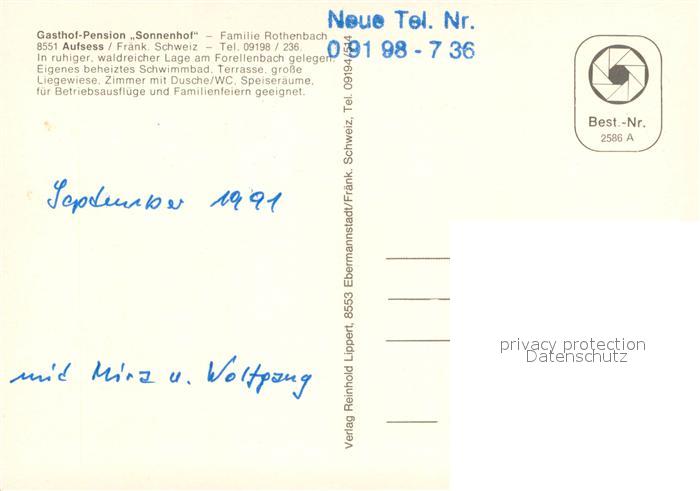 Gasthof-Pension „Sonnenhof" – Familie Rothenbach
8551 Aufsess / Fränk. Schweiz – Tel. 09198 / 236.
In ruhiger, waldreicher Lage am Forellenbach gelegen.
Eigenes beheiztes Schwimmbad, Terrasse, große
Liegewiese, Zimmer mit Dusche/WC, Speiseräume,
für Betriebsausflüge und Familienfeiern geeignet.
Neue Tel. Nr.
0 91 98 - 7 36
Best.-Nr.
2586 A
September 1991
mit Mira u. Wolfgang
Verlag Reinhold Lippert, 8553 Ebermannstadt/Fränk. Schweiz, Tel. 09194/514
privacy protection
Datenschutz